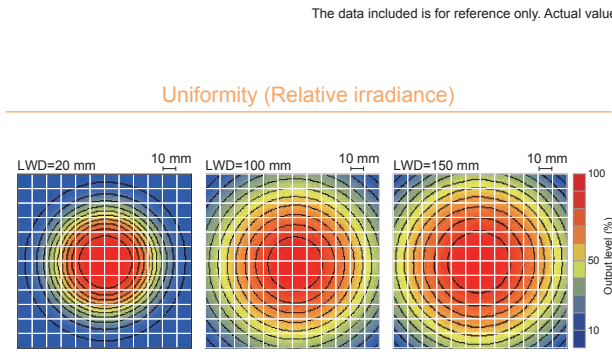 The data included is for reference only. Actual value
Uniformity (Relative irradiance)
LWD=20 mm
10 mm
LWD=100 mm
10 mm
LWD=150 mm
10 mm
100
50
10
Output level (%)